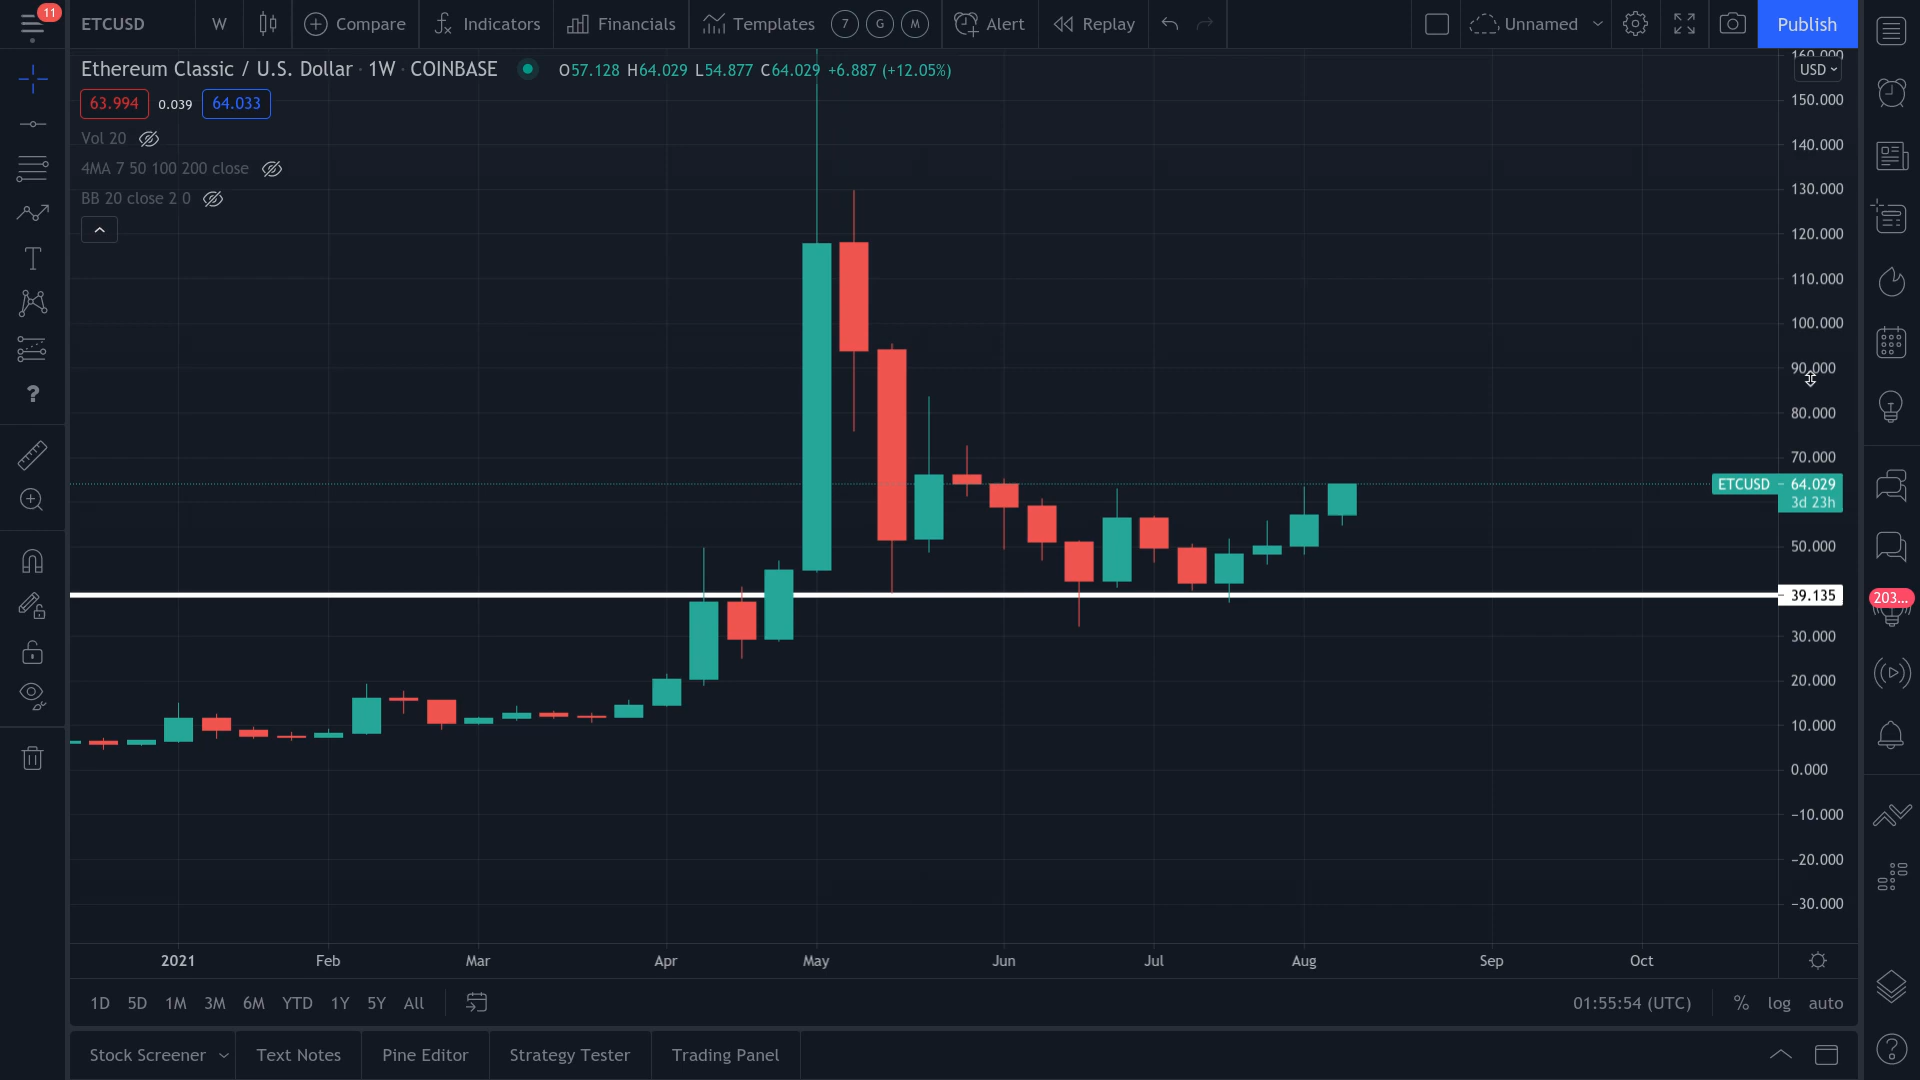 11
ETCUSD W Compare Indicators Financials Templates 7 G M Alert Replay Unnamed Publish
Ethereum Classic / U.S. Dollar · 1W · COINBASE O57.128 H64.029 L54.877 C64.029 +6.887 (+12.05%)
63.994 0.039 64.033
Vol 20
4MA 7 50 100 200 close
BB 20 close 2 0
160.000
USD
150.000
140.000
130.000
120.000
110.000
100.000
90.000
80.000
70.000
ETCUSD 64.029
3d 23h
50.000
39.135
203...
30.000
20.000
10.000
0.000
−10.000
−20.000
−30.000
2021 Feb Mar Apr May Jun Jul Aug Sep Oct
1D 5D 1M 3M 6M YTD 1Y 5Y All 01:55:54 (UTC) % log auto
Stock Screener Text Notes Pine Editor Strategy Tester Trading Panel